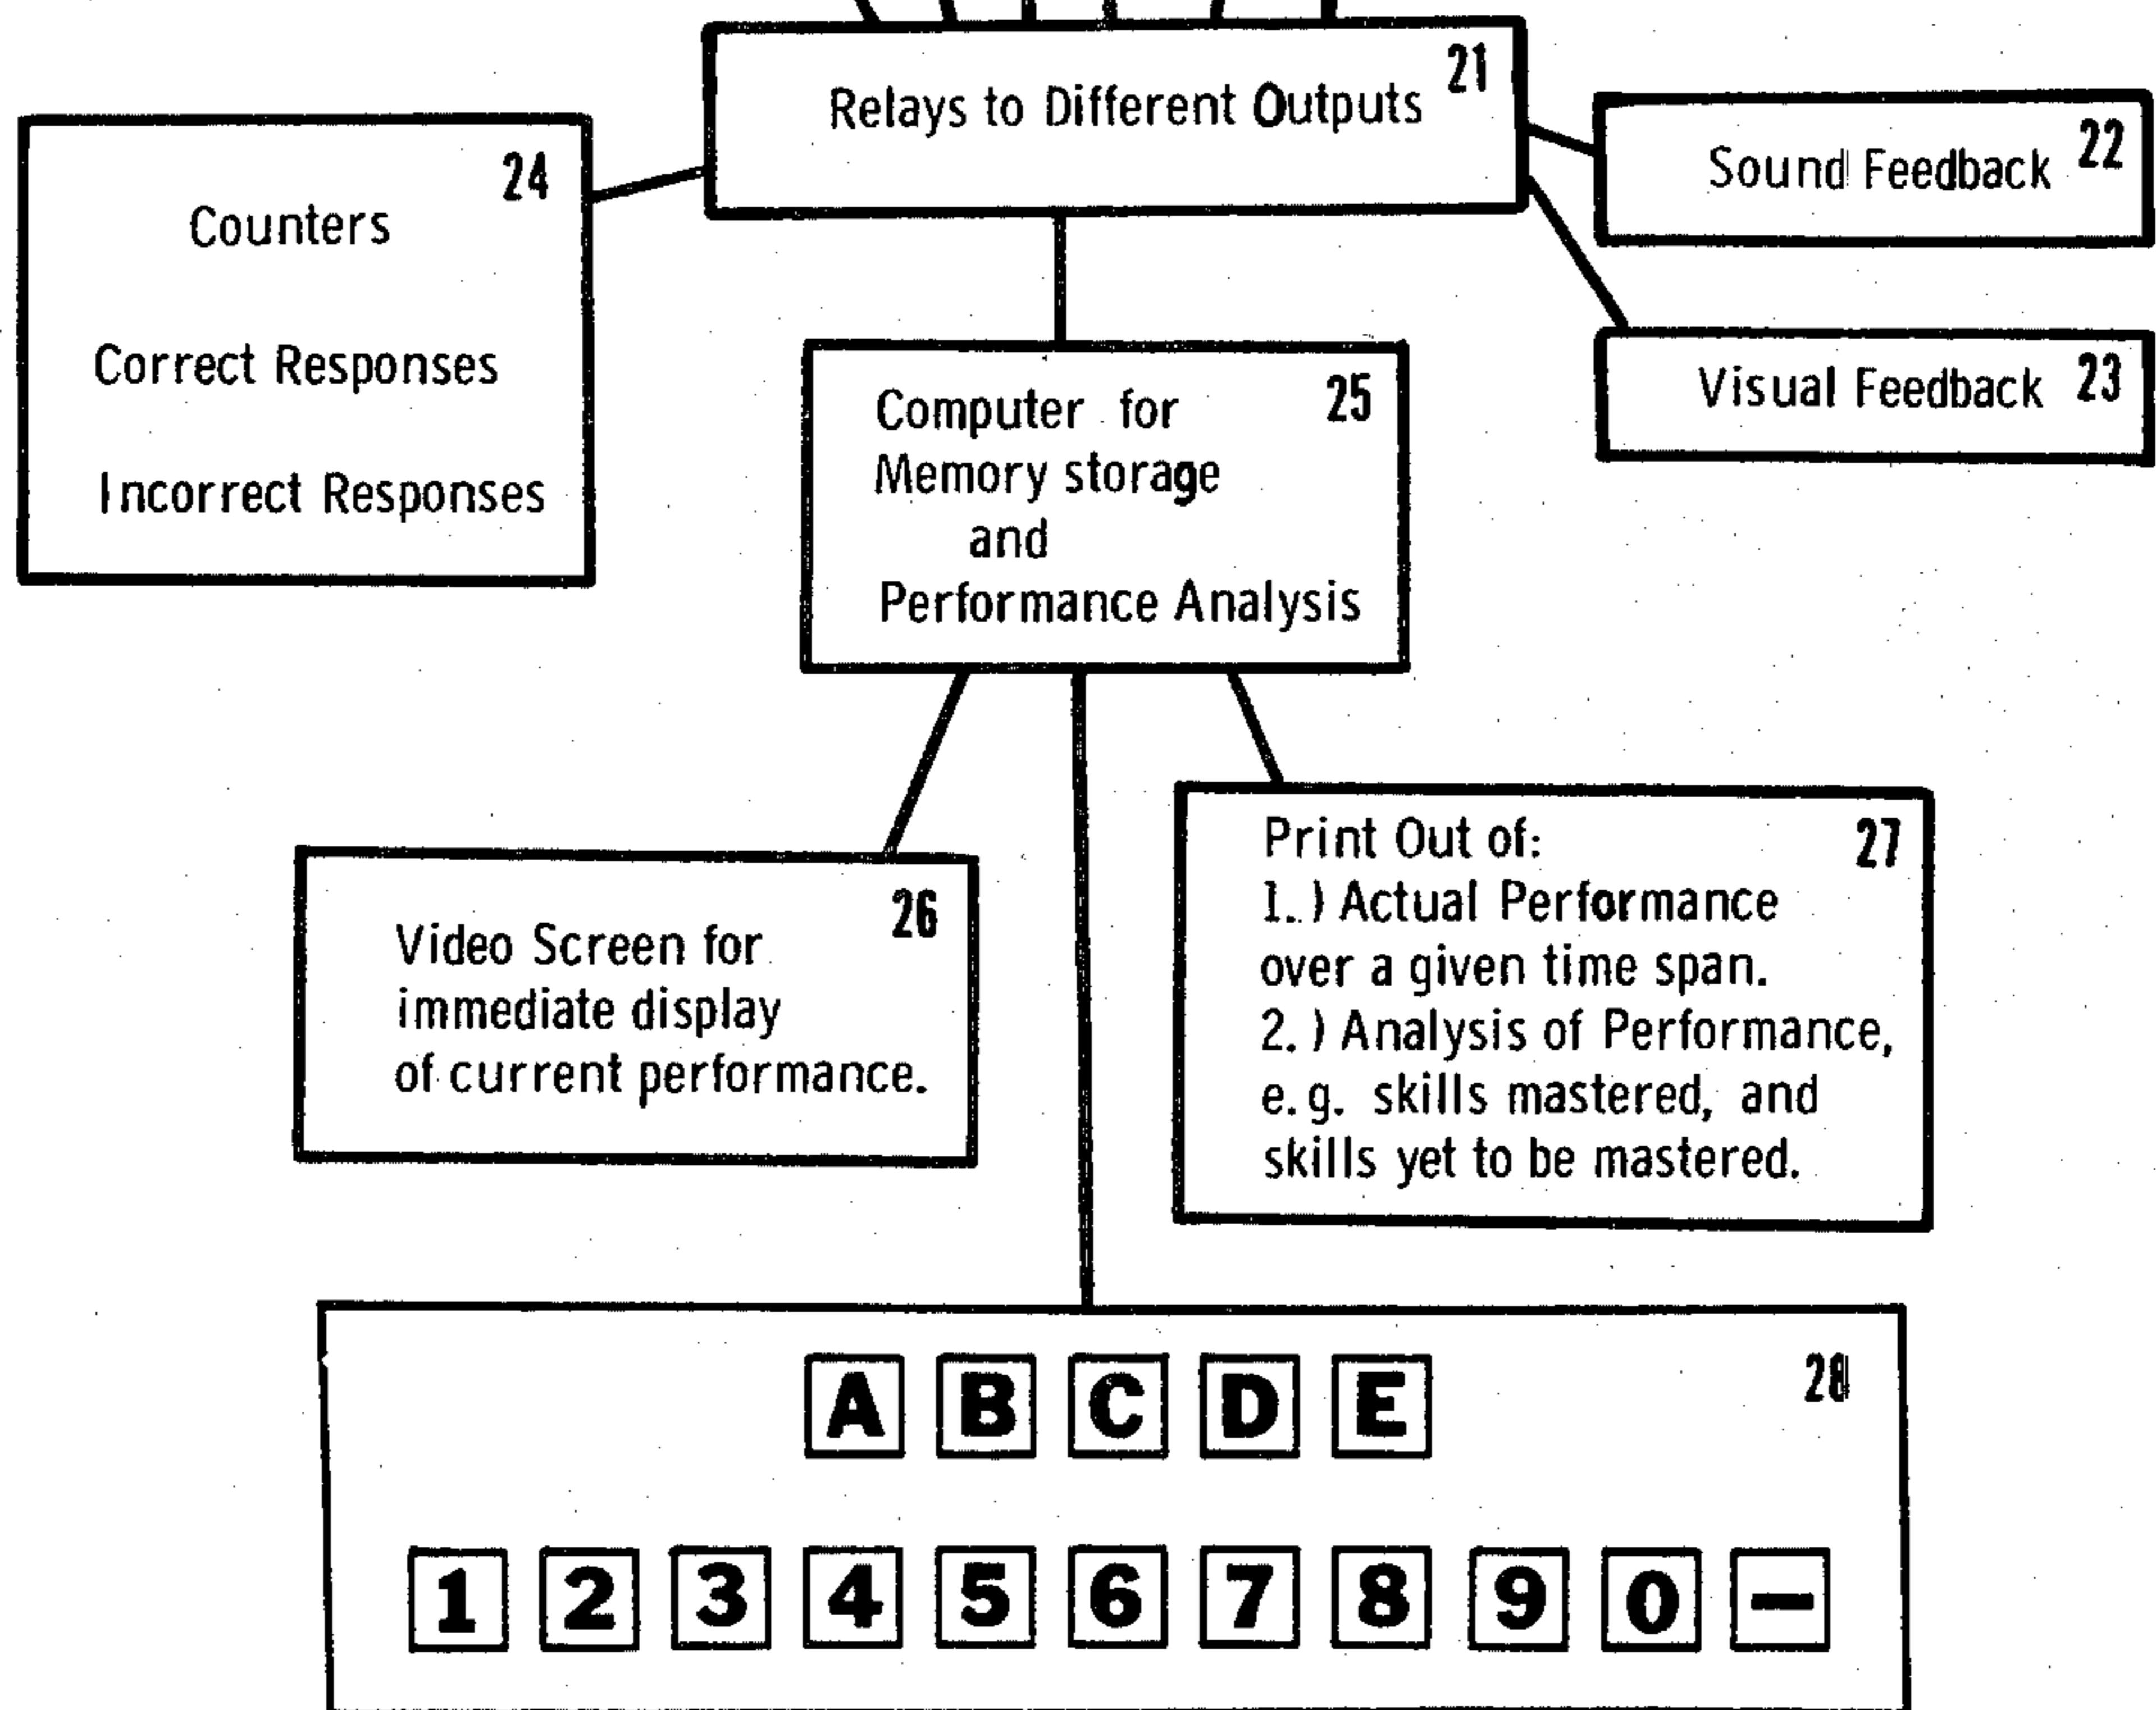 21
Relays to Different Outputs
22
Sound Feedback
24
Counters
Correct Responses
Incorrect Responses
23
Visual Feedback
25
Computer for
Memory storage
and
Performance Analysis
26
Video Screen for
immediate display
of current performance.
27
Print Out of:
1.) Actual Performance
over a given time span.
2.) Analysis of Performance,
e.g. skills mastered, and
skills yet to be mastered.
28
A B C D E
1 2 3 4 5 6 7 8 9 0 —